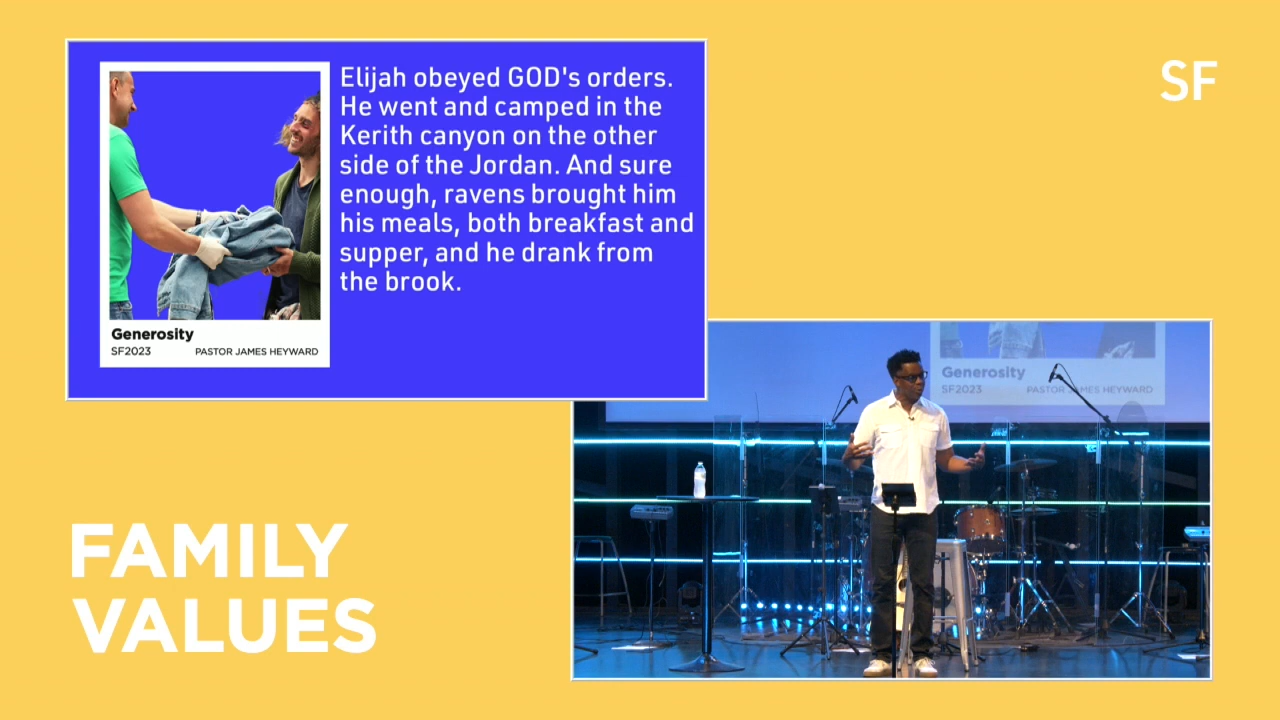 Elijah obeyed GOD's orders.
He went and camped in the
Kerith canyon on the other
side of the Jordan. And sure
enough, ravens brought him
his meals, both breakfast and
supper, and he drank from
the brook.
Generosity
SF2023 PASTOR JAMES HEYWARD
SF
Generosity
SF2023 PASTOR JAMES HEYWARD
FAMILY
VALUES